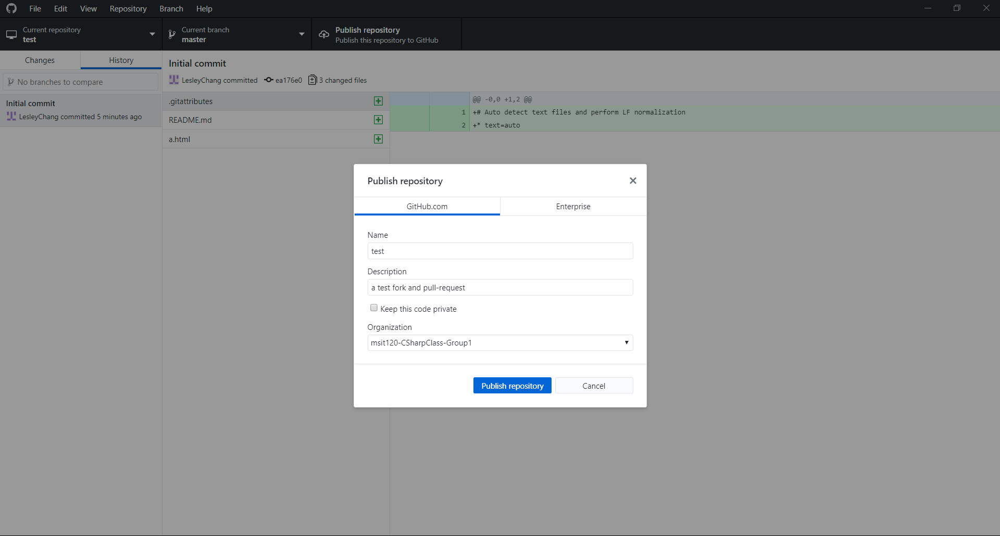 File Edit View Repository Branch Help
Current repository
test
Current branch
master
Publish repository
Publish this repository to GitHub
Changes
History
No branches to compare
Initial commit
LesleyChang committed 5 minutes ago
Initial commit
LesleyChang committed ea176e0 3 changed files
.gitattributes
README.md
a.html
@@ -0,0 +1,2 @@
1 +# Auto detect text files and perform LF normalization
2 +* text=auto
Publish repository
GitHub.com
Enterprise
Name
test
Description
a test fork and pull-request
Keep this code private
Organization
msit120-CSharpClass-Group1
Publish repository
Cancel